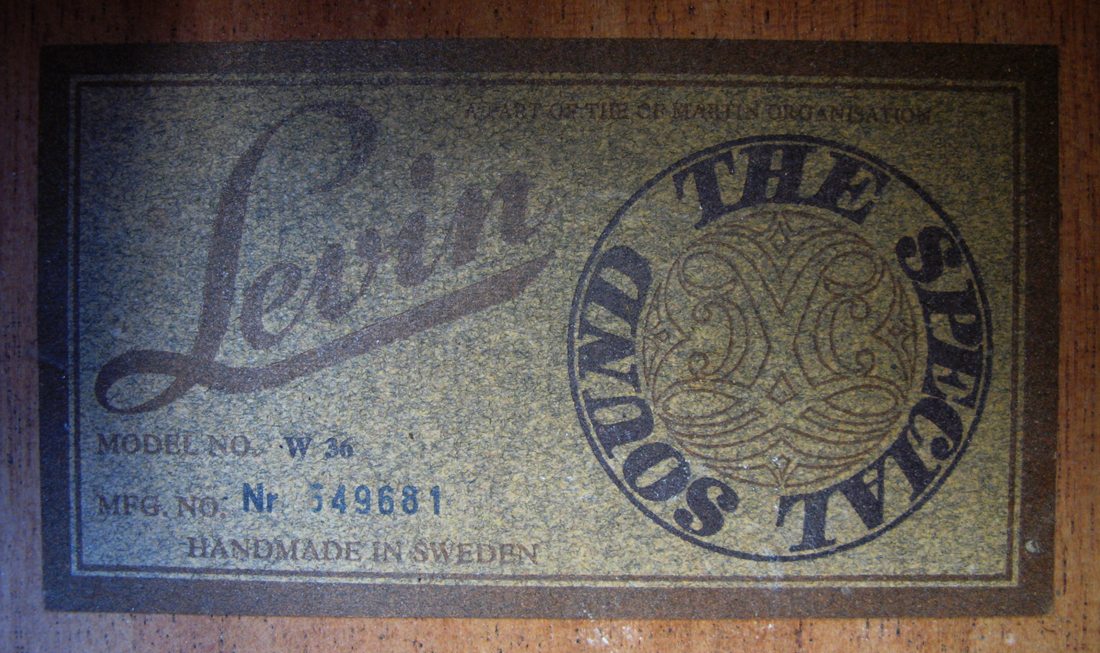 A PART OF THE CF MARTIN ORGANISATION
Levin
THE SPECIAL SOUND
MODEL NO. W 36
MFG. NO. Nr 549681
HANDMADE IN SWEDEN